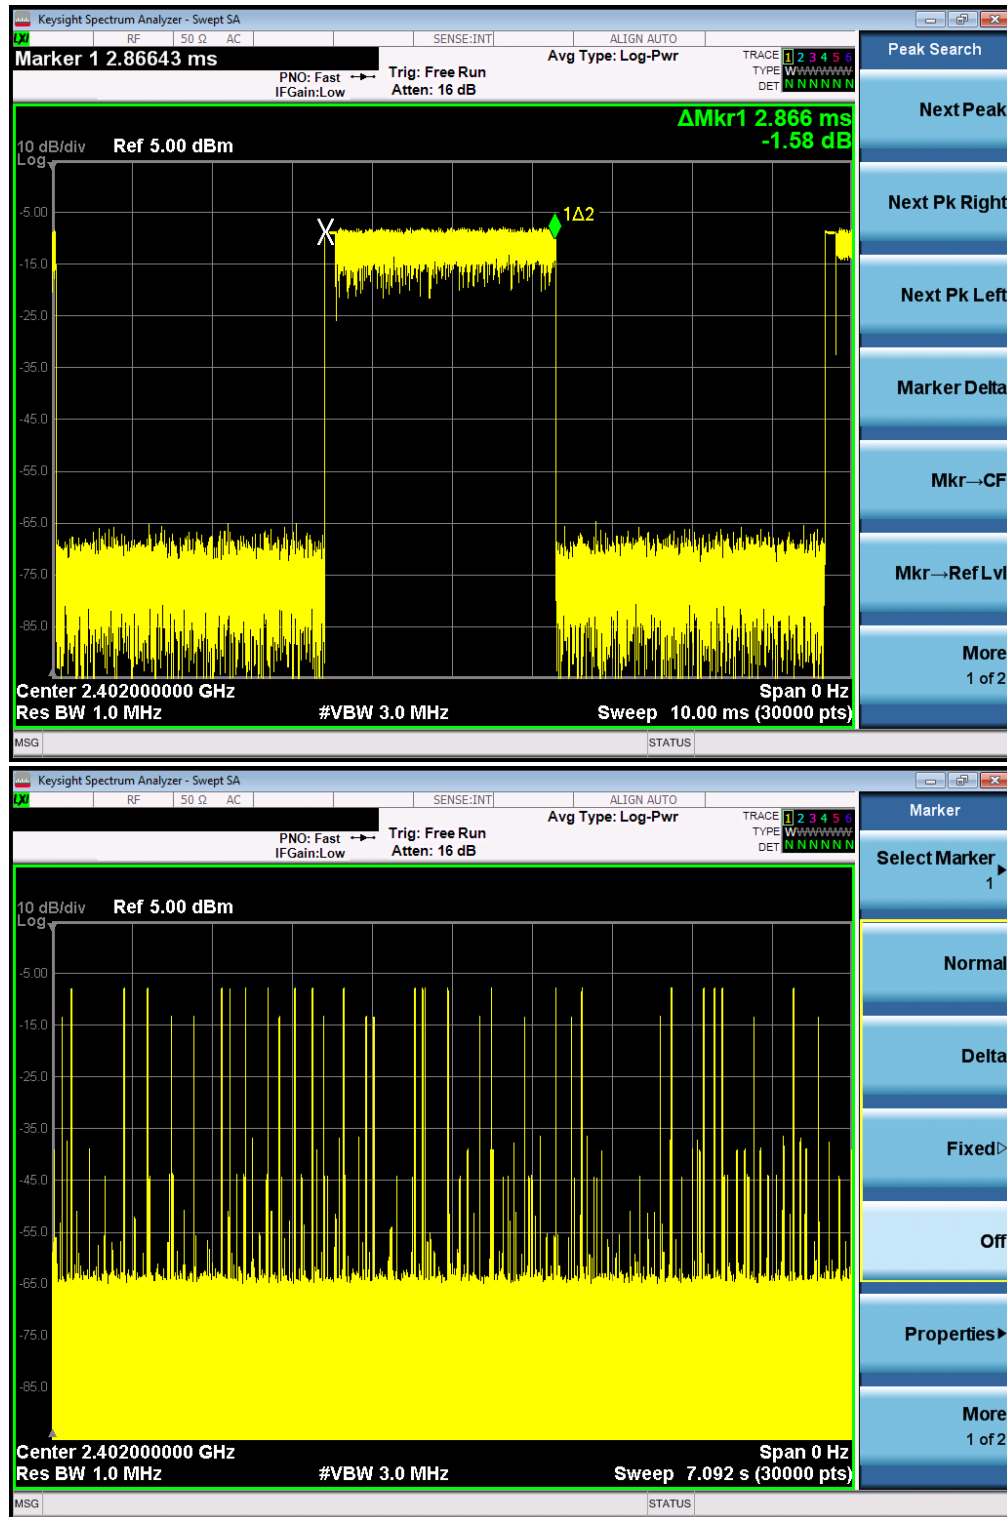 Keysight Spectrum Analyzer - Swept SA
LXI RF 50 Ω AC SENSE:INT ALIGN AUTO
Marker 1 2.86643 ms
PNO: Fast
IFGain:Low
Trig: Free Run
Atten: 16 dB
Avg Type: Log-Pwr
TRACE 1 2 3 4 5 6
TYPE WWWWWW
DET N N N N N N
ΔMkr1 2.866 ms
-1.58 dB
10 dB/div Ref 5.00 dBm
Log
-5.00
-15.0
-25.0
-35.0
-45.0
-55.0
-65.0
-75.0
-85.0
X
1Δ2
Center 2.402000000 GHz Span 0 Hz
Res BW 1.0 MHz #VBW 3.0 MHz Sweep 10.00 ms (30000 pts)
MSG STATUS
Peak Search
Next Peak
Next Pk Right
Next Pk Left
Marker Delta
Mkr→CF
Mkr→Ref Lvl
More
1 of 2
Keysight Spectrum Analyzer - Swept SA
LXI RF 50 Ω AC SENSE:INT ALIGN AUTO
PNO: Fast
IFGain:Low
Trig: Free Run
Atten: 16 dB
Avg Type: Log-Pwr
TRACE 1 2 3 4 5 6
TYPE WWWWWW
DET N N N N N N
10 dB/div Ref 5.00 dBm
Log
-5.00
-15.0
-25.0
-35.0
-45.0
-55.0
-65.0
-75.0
-85.0
Center 2.402000000 GHz Span 0 Hz
Res BW 1.0 MHz #VBW 3.0 MHz Sweep 7.092 s (30000 pts)
MSG STATUS
Marker
Select Marker
1
Normal
Delta
Fixed
Off
Properties
More
1 of 2